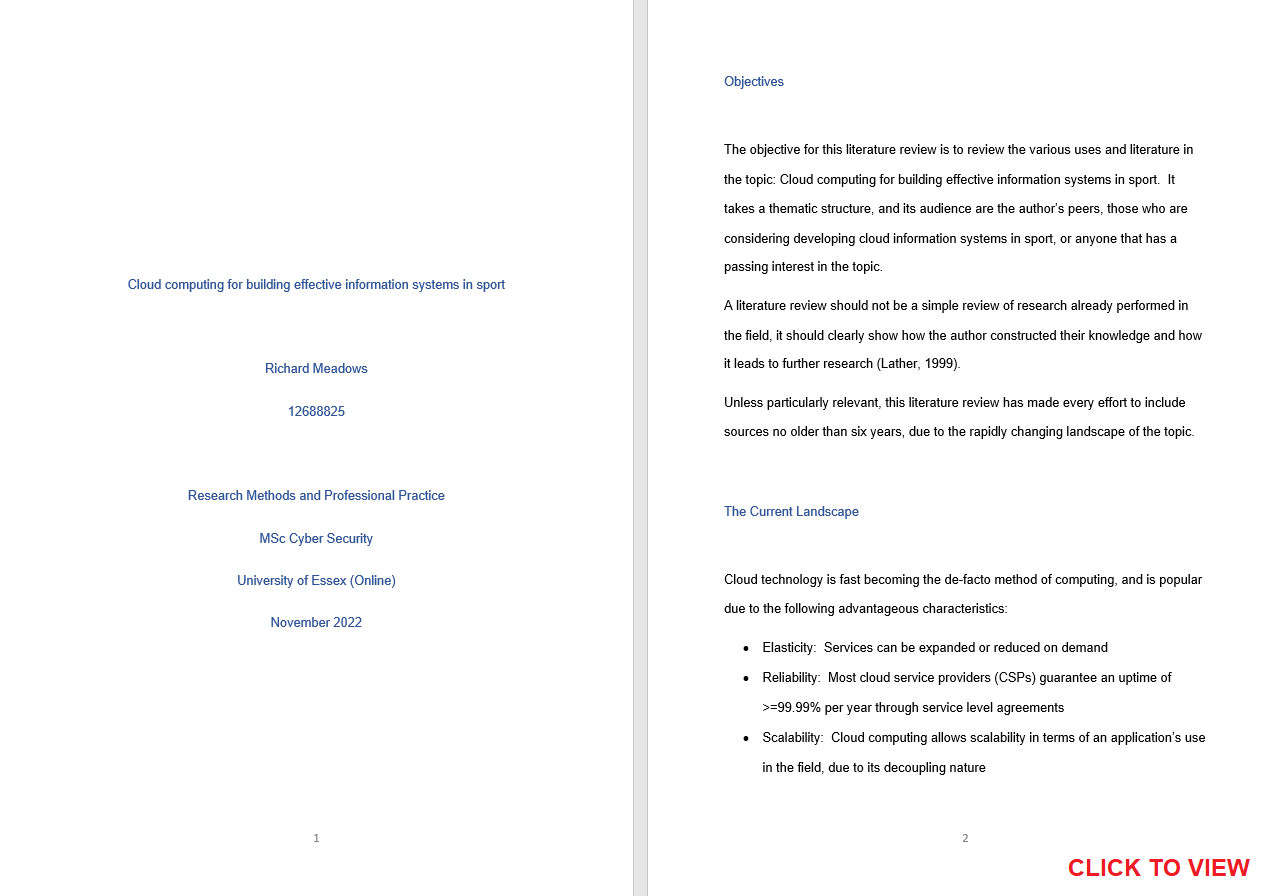 Cloud computing for building effective information systems in sport
Richard Meadows
12688825
Research Methods and Professional Practice
MSc Cyber Security
University of Essex (Online)
November 2022
1
Objectives
The objective for this literature review is to review the various uses and literature in
the topic: Cloud computing for building effective information systems in sport.  It
takes a thematic structure, and its audience are the author’s peers, those who are
considering developing cloud information systems in sport, or anyone that has a
passing interest in the topic.
A literature review should not be a simple review of research already performed in
the field, it should clearly show how the author constructed their knowledge and how
it leads to further research (Lather, 1999).
Unless particularly relevant, this literature review has made every effort to include
sources no older than six years, due to the rapidly changing landscape of the topic.
The Current Landscape
Cloud technology is fast becoming the de-facto method of computing, and is popular
due to the following advantageous characteristics:
• Elasticity:  Services can be expanded or reduced on demand
• Reliability:  Most cloud service providers (CSPs) guarantee an uptime of
>=99.99% per year through service level agreements
• Scalability:  Cloud computing allows scalability in terms of an application’s use
in the field, due to its decoupling nature
2
CLICK TO VIEW